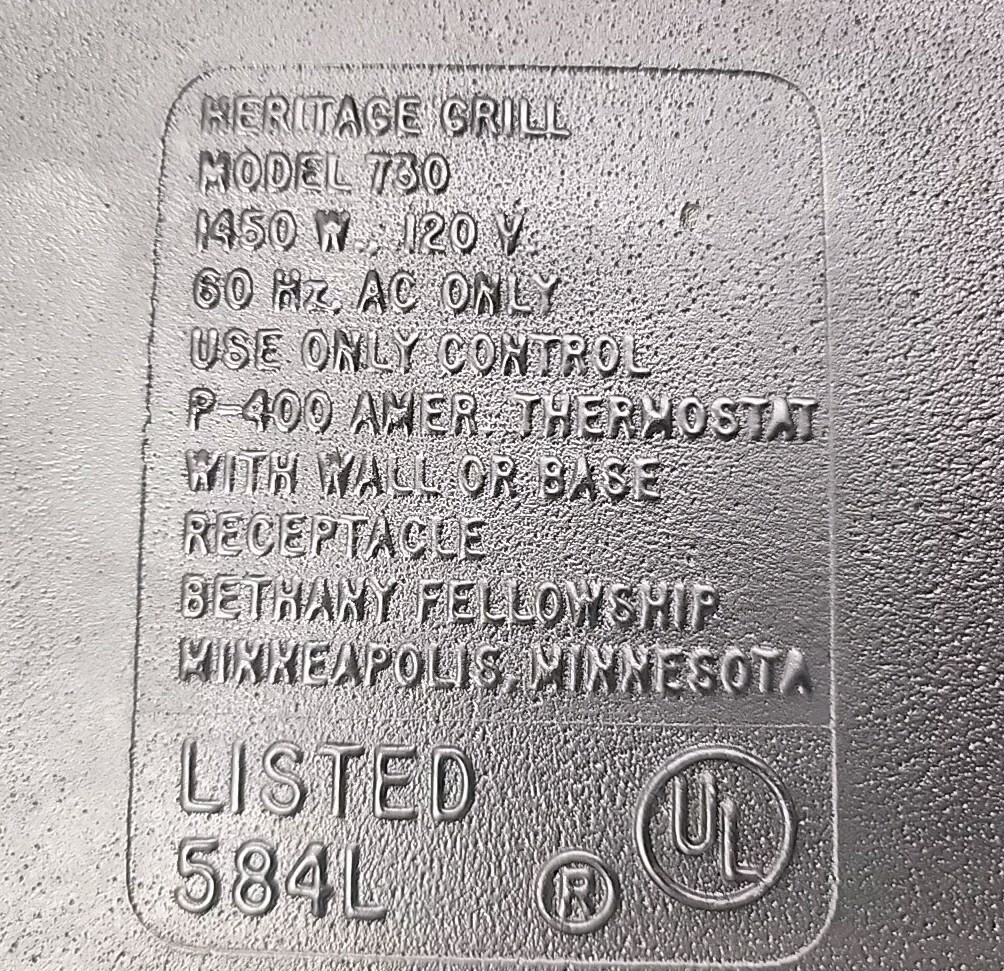 HERITAGE GRILL
MODEL 730
1450 W., 120 V.
60 Hz. AC ONLY
USE ONLY CONTROL
P-400 AMER. THERMOSTAT
WITH WALL OR BASE
RECEPTACLE
BETHANY FELLOWSHIP
MINNEAPOLIS, MINNESOTA
LISTED
584L
® UL